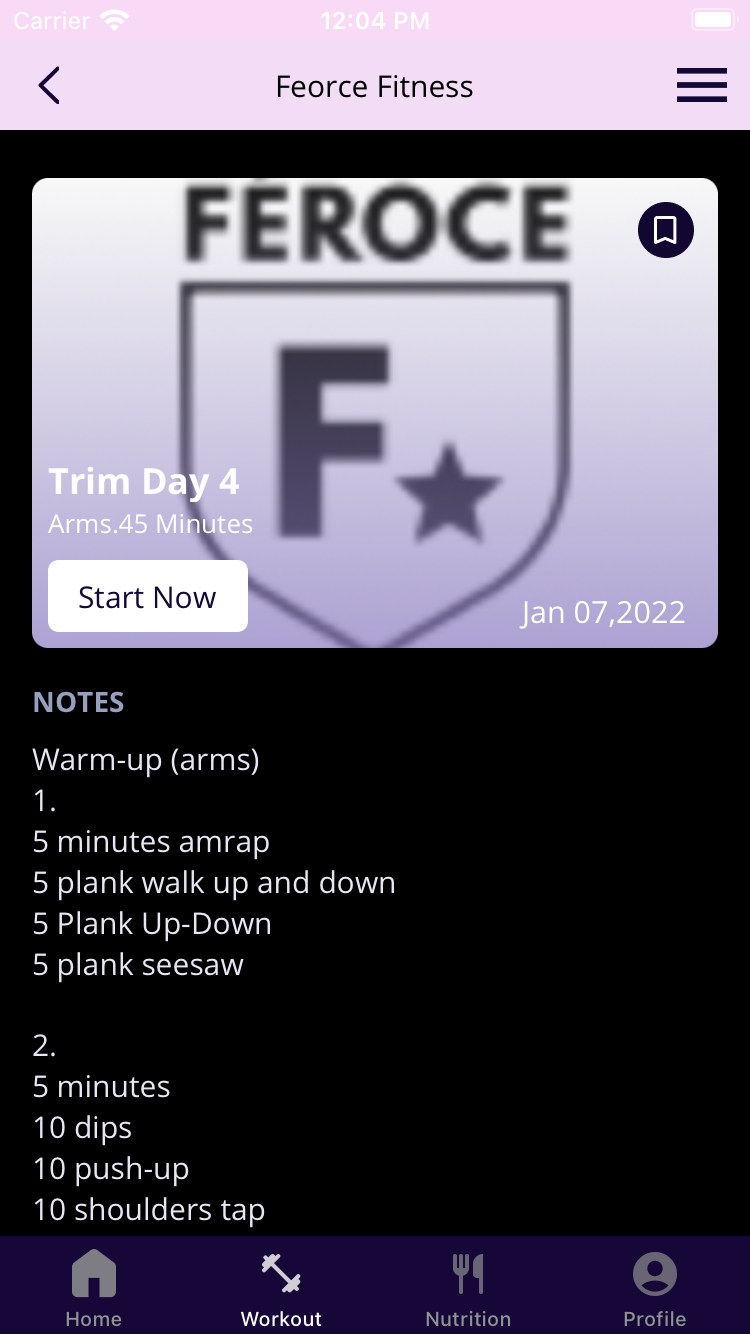 Carrier 12:04 PM
Feorce Fitness
FÉROCE
F
Trim Day 4
Arms.45 Minutes
Start Now
Jan 07,2022
NOTES
Warm-up (arms)
1.
5 minutes amrap
5 plank walk up and down
5 Plank Up-Down
5 plank seesaw
2.
5 minutes
10 dips
10 push-up
10 shoulders tap
Home Workout Nutrition Profile